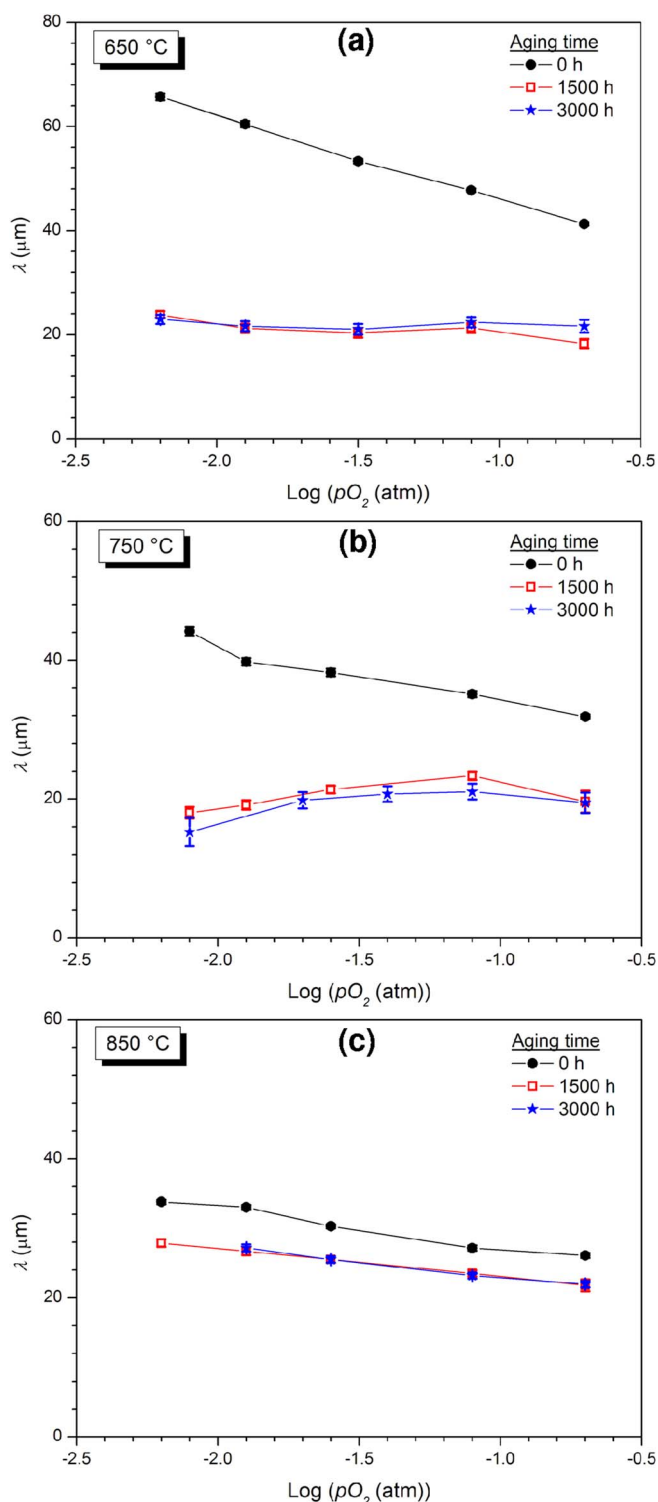 80
650 °C
(a)
Aging time
0 h
1500 h
3000 h
60
40
20
0
λ (μm)
-2.5
-2.0
-1.5
-1.0
-0.5
Log (pO2 (atm))
60
750 °C
(b)
Aging time
0 h
1500 h
3000 h
40
20
0
λ (μm)
-2.5
-2.0
-1.5
-1.0
-0.5
Log (pO2 (atm))
60
850 °C
(c)
Aging time
0 h
1500 h
3000 h
40
20
0
λ (μm)
-2.5
-2.0
-1.5
-1.0
-0.5
Log (pO2 (atm))